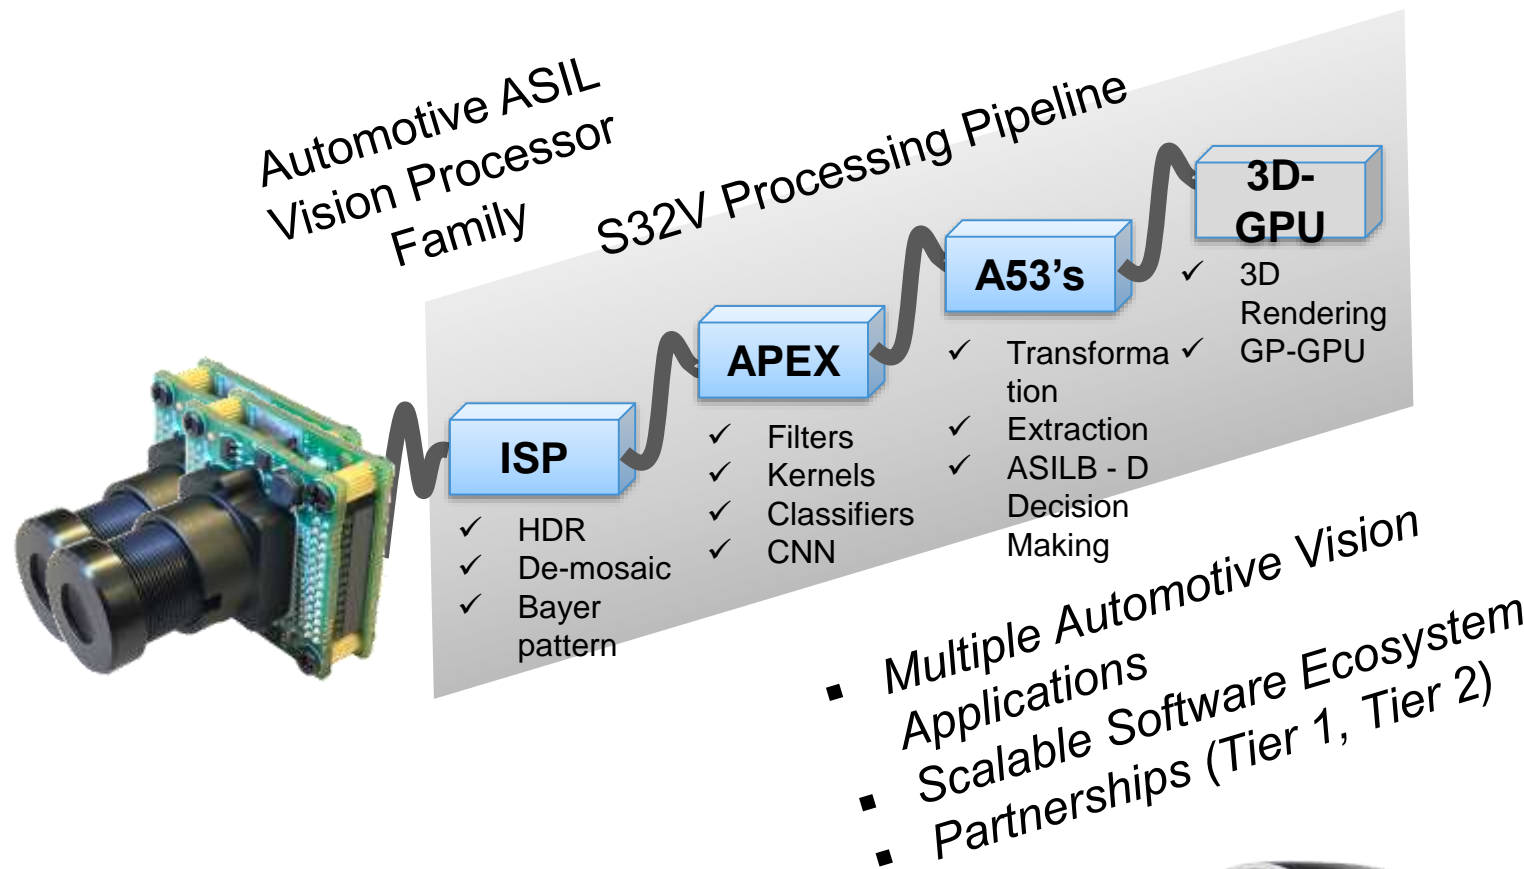 Automotive ASIL
Vision Processor
Family
S32V Processing Pipeline
ISP
HDR
De-mosaic
Bayer
pattern
APEX
Filters
Kernels
Classifiers
CNN
A53's
Transforma
tion
Extraction
ASILB - D
Decision
Making
3D-
GPU
3D
Rendering
GP-GPU
Multiple Automotive Vision
Applications
Scalable Software Ecosystem
Partnerships (Tier 1, Tier 2)